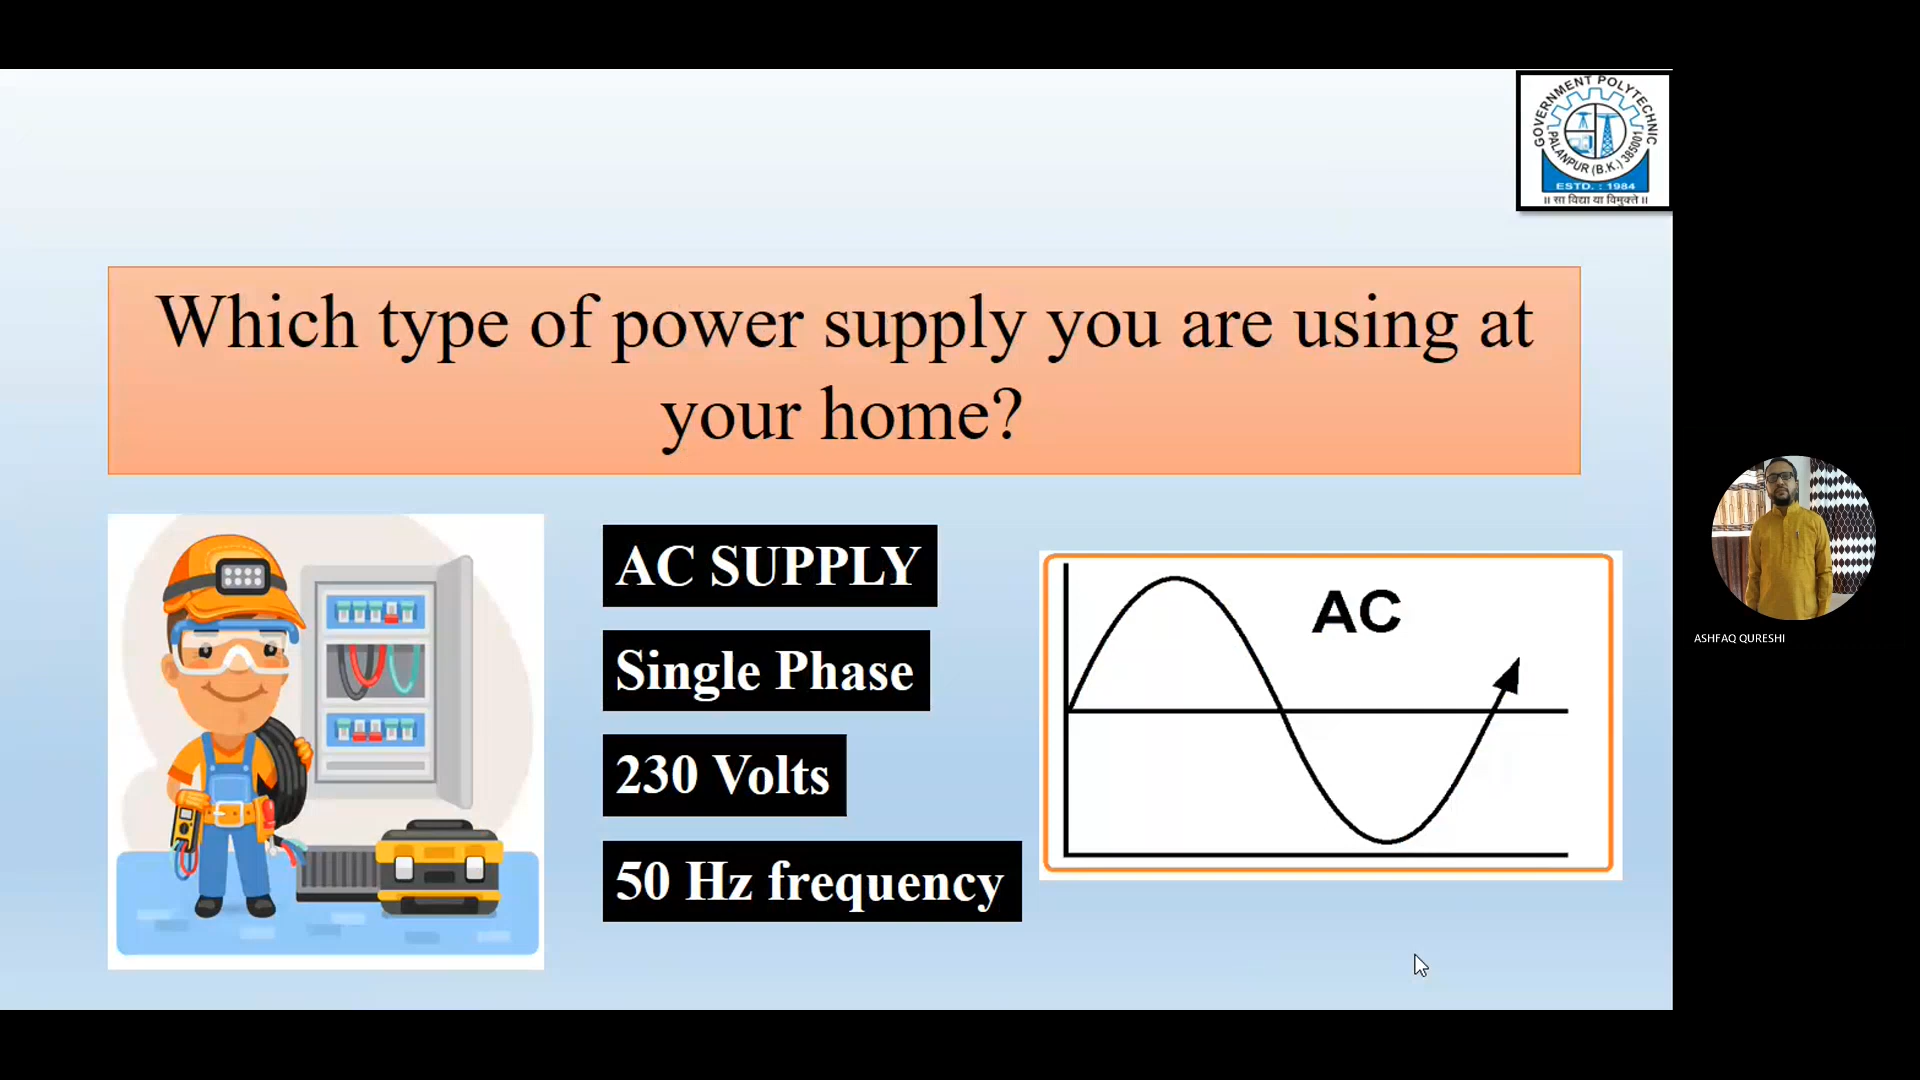 GOVERNMENT POLYTECHNIC
PALANPUR (B.K.) 385001
ESTD. : 1984
॥ सा विद्या या विमुक्ते ॥
Which type of power supply you are using at
your home?
AC SUPPLY
Single Phase
230 Volts
50 Hz frequency
AC
ASHFAQ QURESHI